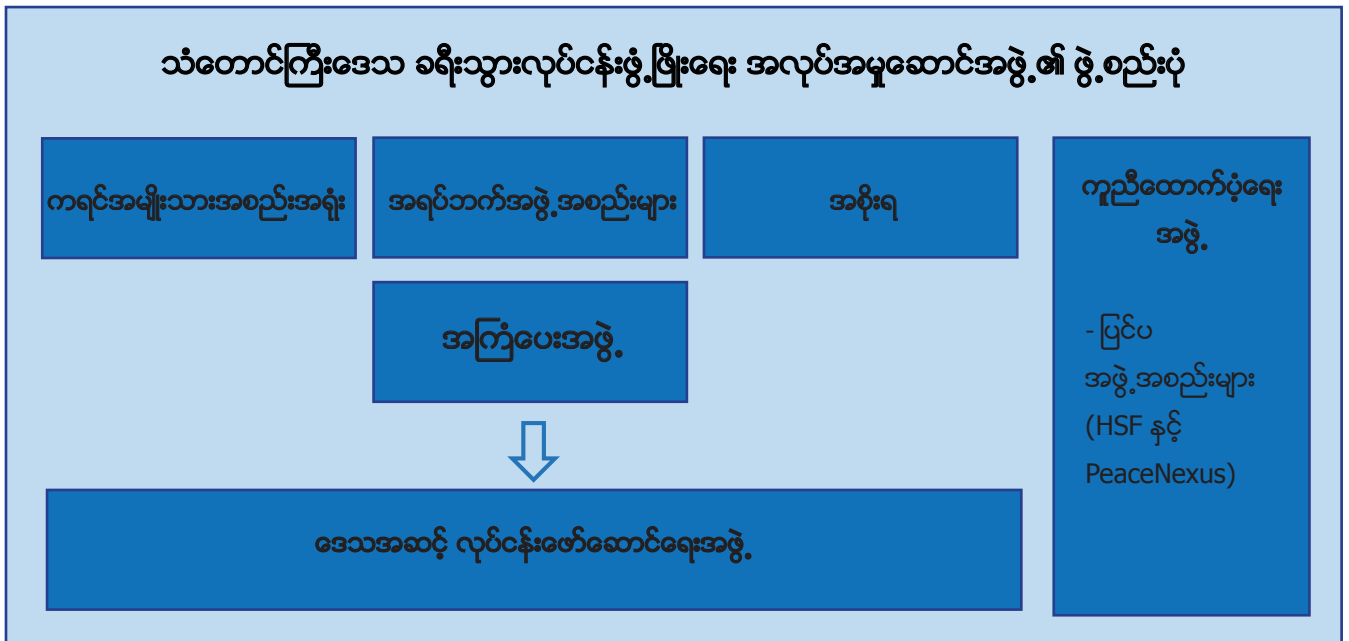 သံတောင်ကြီးဒေသ ခရီးသွားလုပ်ငန်းဖွံ့ဖြိုးရေး အလုပ်အမှုဆောင်အဖွဲ့၏ ဖွဲ့စည်းပုံ
ကရင်အမျိုးသားအစည်းအရုံး
အရပ်ဘက်အဖွဲ့အစည်းများ
အစိုးရ
အကြံပေးအဖွဲ့
ဒေသအဆင့် လုပ်ငန်းဖော်ဆောင်ရေးအဖွဲ့
ကူညီထောက်ပံ့ရေး
အဖွဲ့
- ပြင်ပ
အဖွဲ့အစည်းများ
(HSF နှင့်
PeaceNexus)